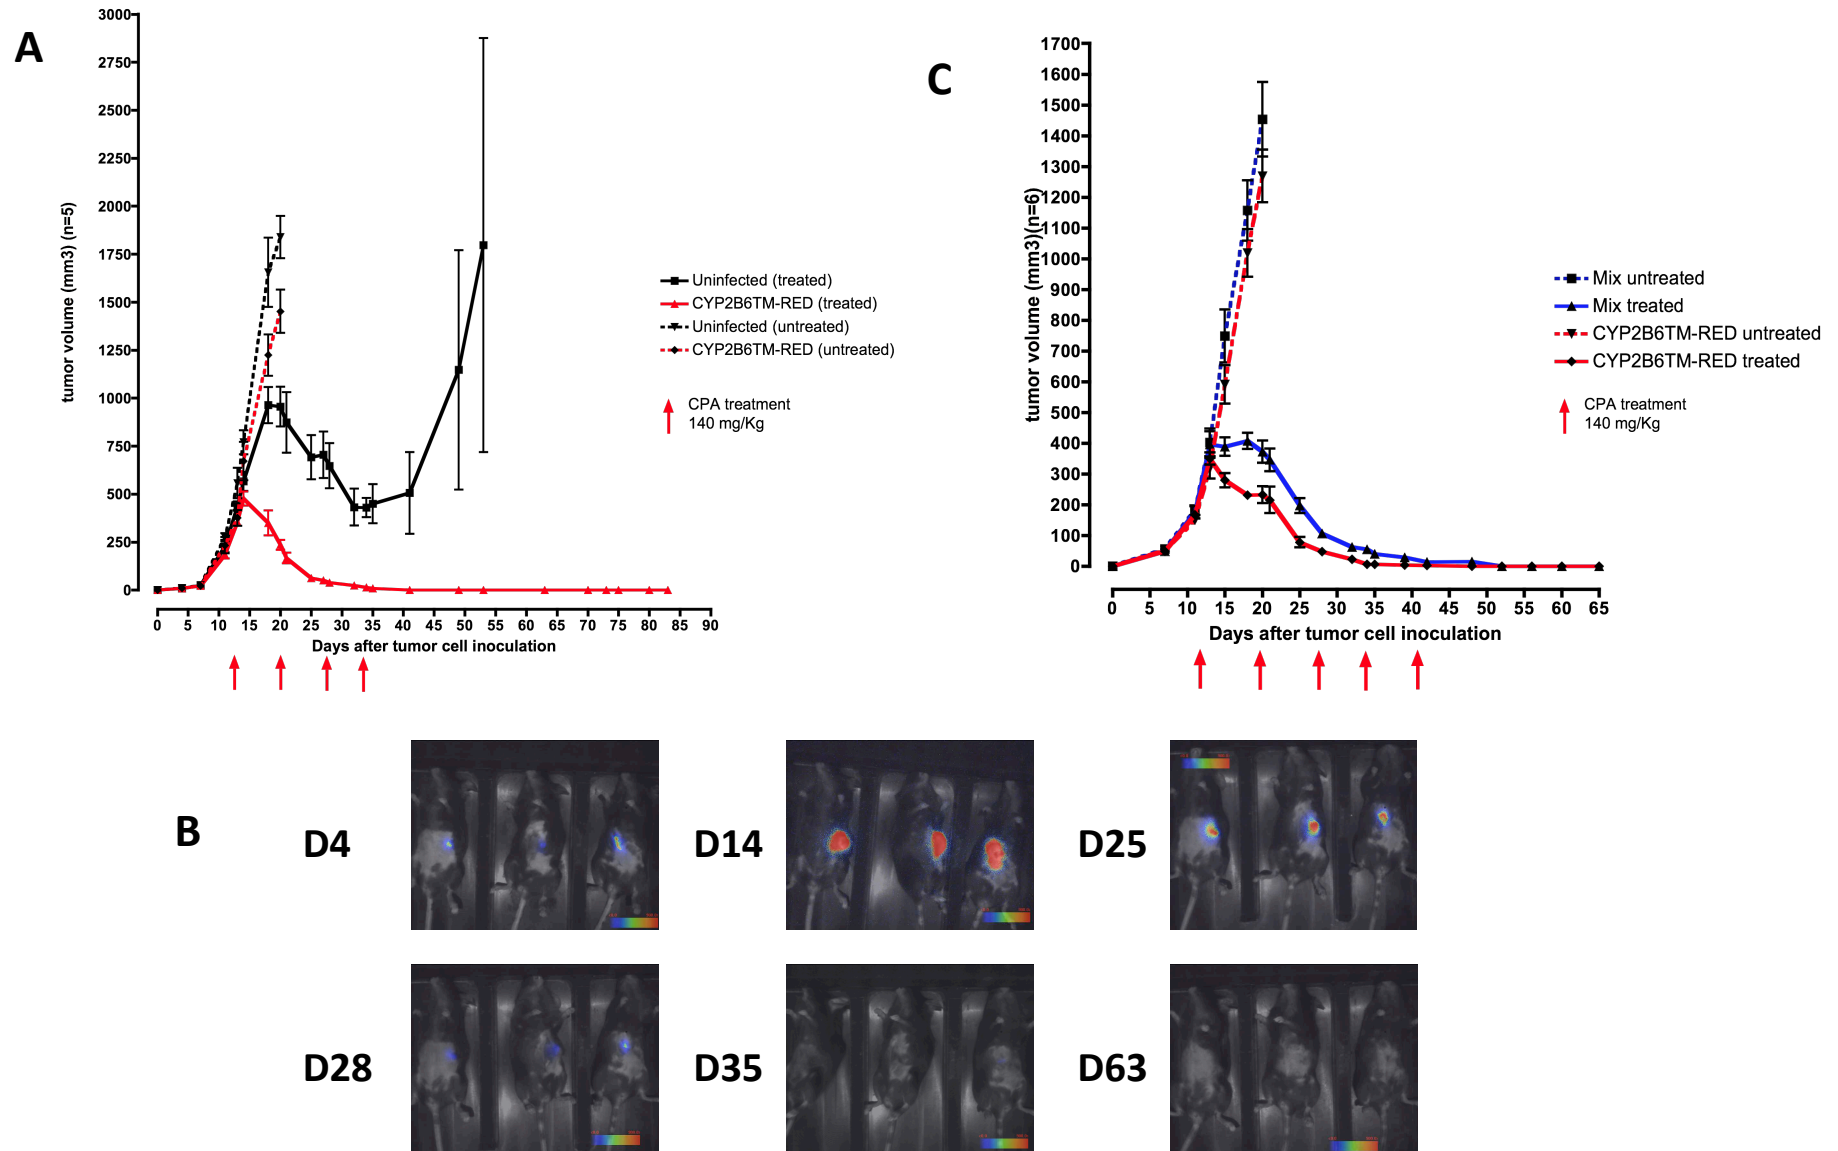 A
3000
2750
2500
2250
2000
1750
1500
1250
1000
750
500
250
0
tumor volume (mm3) (n=5)
0 5 10 15 20 25 30 35 40 45 50 55 60 65 70 75 80 85 90
Days after tumor cell inoculation
Uninfected (treated)
CYP2B6TM-RED (treated)
Uninfected (untreated)
CYP2B6TM-RED (untreated)
CPA treatment
140 mg/Kg
C
1700
1600
1500
1400
1300
1200
1100
1000
900
800
700
600
500
400
300
200
100
0
tumor volume (mm3)(n=6)
0 5 10 15 20 25 30 35 40 45 50 55 60 65
Days after tumor cell inoculation
Mix untreated
Mix treated
CYP2B6TM-RED untreated
CYP2B6TM-RED treated
CPA treatment
140 mg/Kg
B
D4
D14
D25
D28
D35
D63